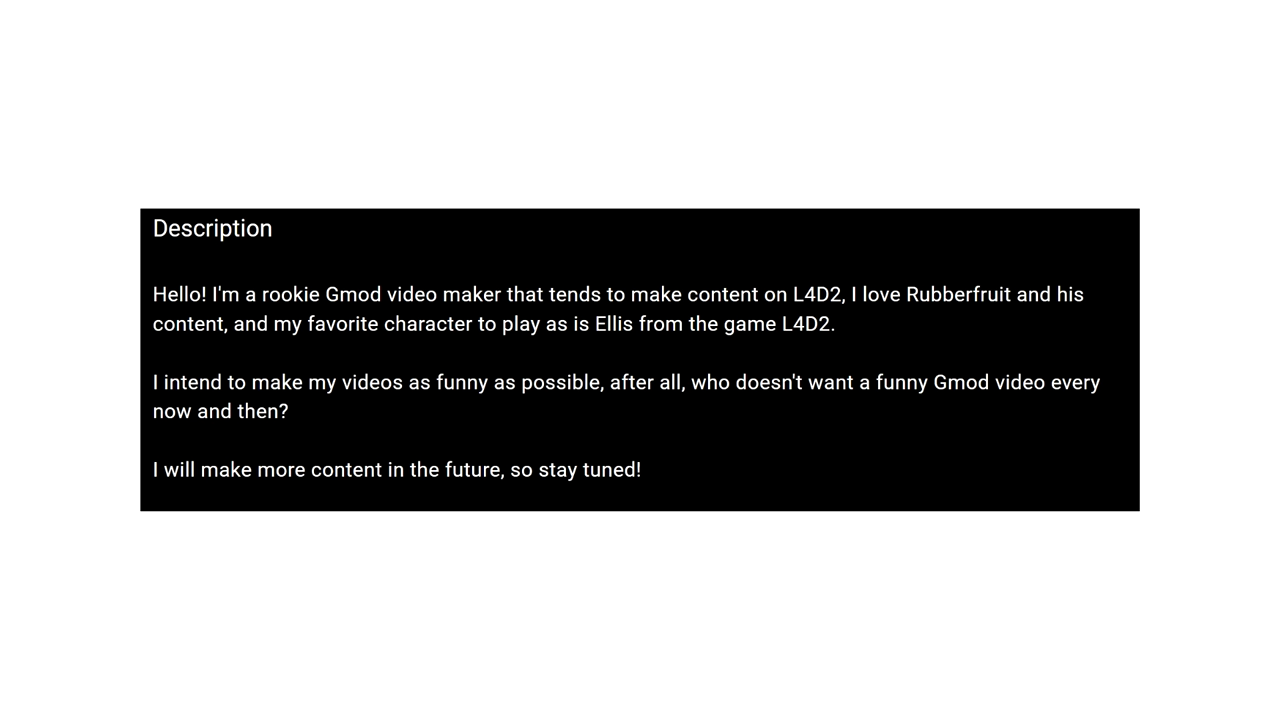 Description
Hello! I'm a rookie Gmod video maker that tends to make content on L4D2, I love Rubberfruit and his
content, and my favorite character to play as is Ellis from the game L4D2.
I intend to make my videos as funny as possible, after all, who doesn't want a funny Gmod video every
now and then?
I will make more content in the future, so stay tuned!